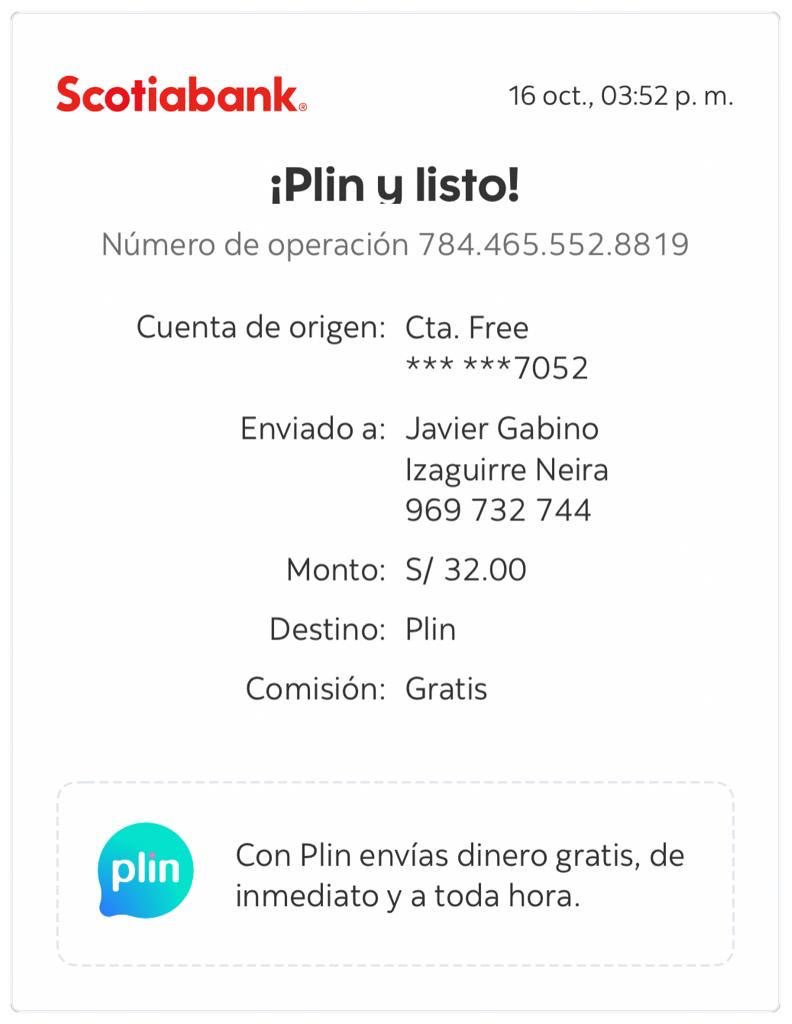 Scotiabank®
16 oct., 03:52 p. m.
¡Plin y listo!
Número de operación 784.465.552.8819
Cuenta de origen: Cta. Free
*** ***7052
Enviado a: Javier Gabino
Izaguirre Neira
969 732 744
Monto: S/ 32.00
Destino: Plin
Comisión: Gratis
plin
Con Plin envías dinero gratis, de
inmediato y a toda hora.